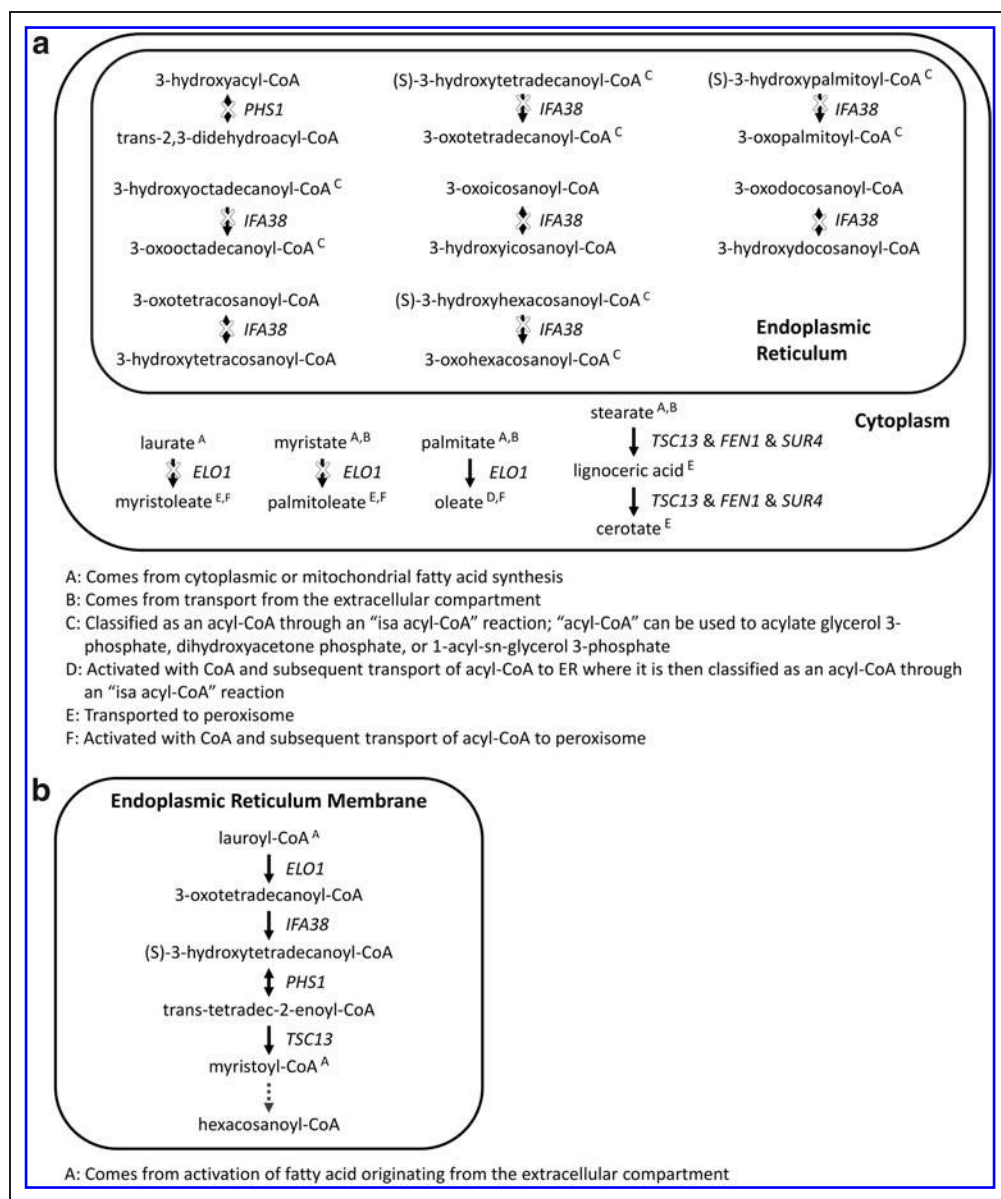 a
3-hydroxyacyl-CoA
PHS1
trans-2,3-didehydroacyl-CoA
(S)-3-hydroxytetradecanoyl-CoA C
IFA38
3-oxotetradecanoyl-CoA C
(S)-3-hydroxypalmitoyl-CoA C
IFA38
3-oxopalmitoyl-CoA C
3-hydroxyoctadecanoyl-CoA C
IFA38
3-oxooctadecanoyl-CoA C
3-oxoicosanoyl-CoA
IFA38
3-hydroxyicosanoyl-CoA
3-oxodocosanoyl-CoA
IFA38
3-hydroxydocosanoyl-CoA
3-oxotetracosanoyl-CoA
IFA38
3-hydroxytetracosanoyl-CoA
(S)-3-hydroxyhexacosanoyl-CoA C
IFA38
3-oxohexacosanoyl-CoA C
Endoplasmic
Reticulum
Cytoplasm
laurate A
ELO1
myristoleate E,F
myristate A,B
ELO1
palmitoleate E,F
palmitate A,B
ELO1
oleate D,F
stearate A,B
TSC13 & FEN1 & SUR4
lignoceric acid E
TSC13 & FEN1 & SUR4
cerotate E
A: Comes from cytoplasmic or mitochondrial fatty acid synthesis
B: Comes from transport from the extracellular compartment
C: Classified as an acyl-CoA through an “isa acyl-CoA” reaction; “acyl-CoA” can be used to acylate glycerol 3-
phosphate, dihydroxyacetone phosphate, or 1-acyl-sn-glycerol 3-phosphate
D: Activated with CoA and subsequent transport of acyl-CoA to ER where it is then classified as an acyl-CoA through
an “isa acyl-CoA” reaction
E: Transported to peroxisome
F: Activated with CoA and subsequent transport of acyl-CoA to peroxisome
b
Endoplasmic Reticulum Membrane
lauroyl-CoA A
ELO1
3-oxotetradecanoyl-CoA
IFA38
(S)-3-hydroxytetradecanoyl-CoA
PHS1
trans-tetradec-2-enoyl-CoA
TSC13
myristoyl-CoA A
hexacosanoyl-CoA
A: Comes from activation of fatty acid originating from the extracellular compartment